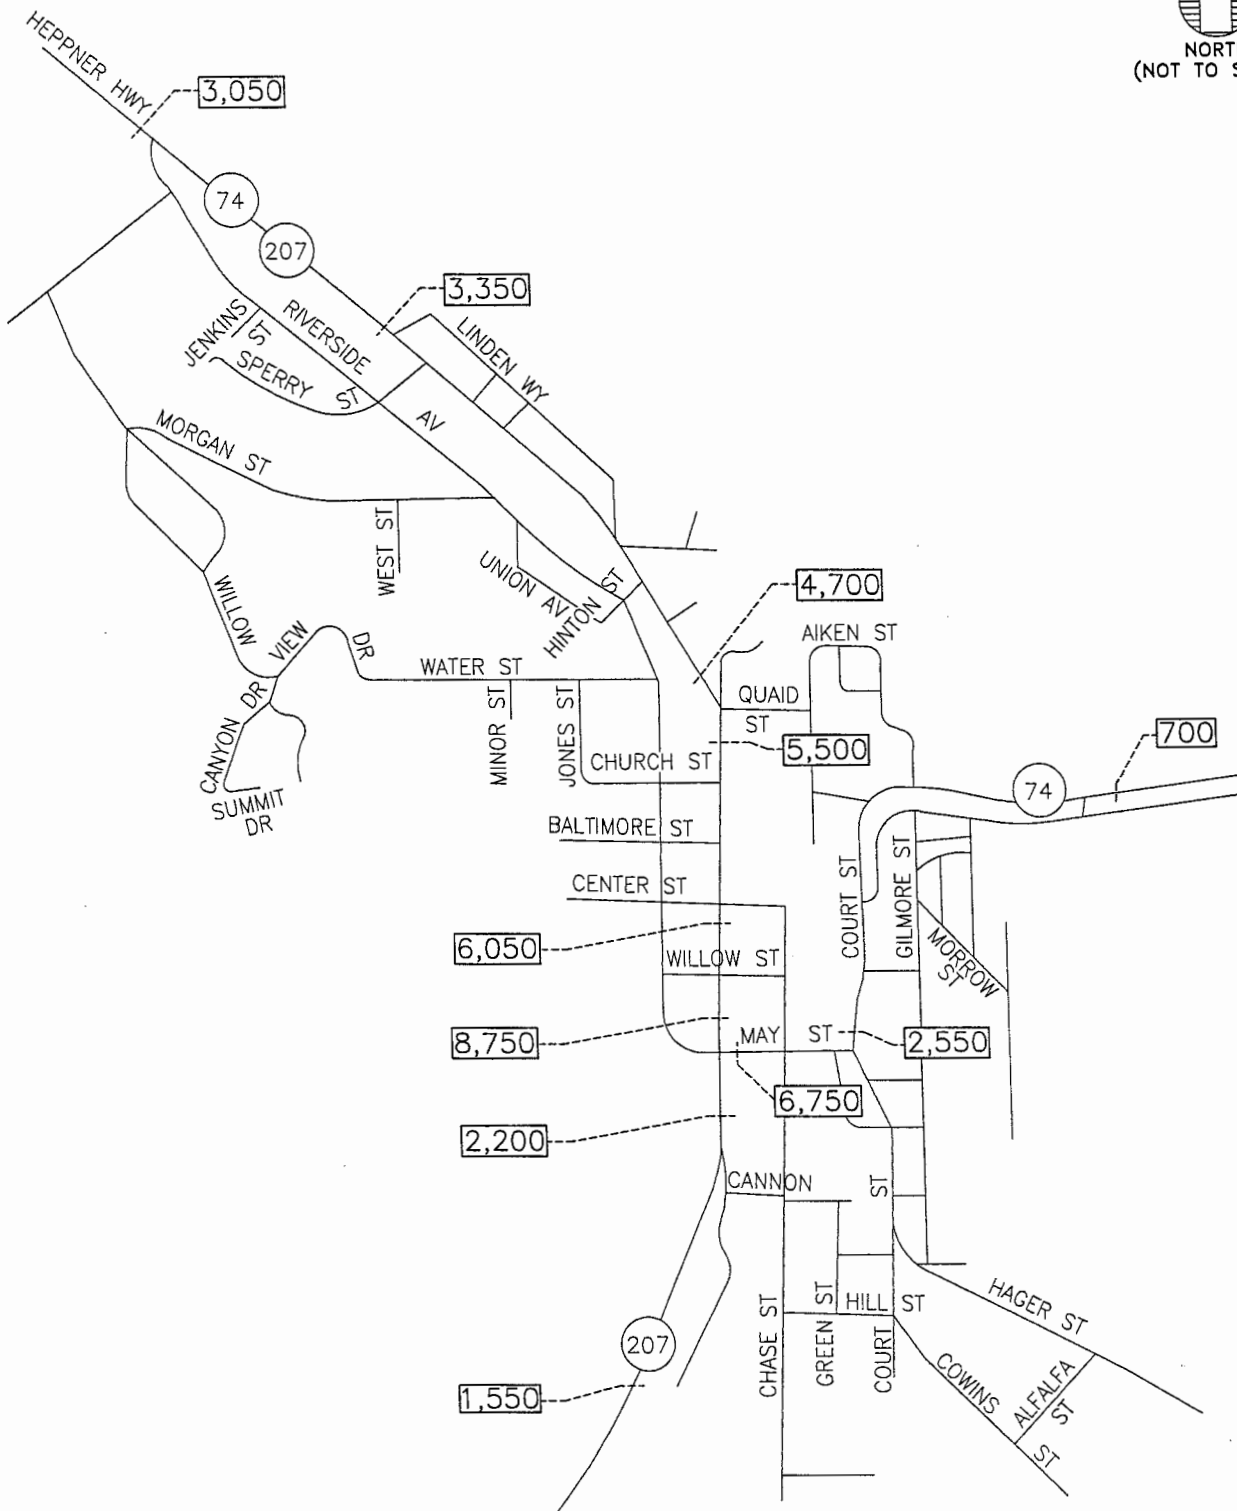 NORT
(NOT TO S
HEPPNER HWY
3,050
74
207
3,350
LINDEN WY
RIVERSIDE
AV
JENKINS
ST
SPERRY
ST
MORGAN ST
WEST ST
UNION AV
HINTON ST
4,700
AIKEN ST
WILLOW
VIEW
DR
WATER ST
QUAID
ST
CANYON DR
MINOR ST
JONES ST
CHURCH ST
5,500
700
74
SUMMIT
DR
BALTIMORE ST
CENTER ST
COURT ST
GILMORE ST
MORROW
ST
6,050
WILLOW ST
8,750
MAY ST
2,550
6,750
2,200
CANNON
ST
HAGER ST
HILL ST
CHASE ST
GREEN ST
COURT
207
1,550
COWINS
ST
ALFALFA
ST